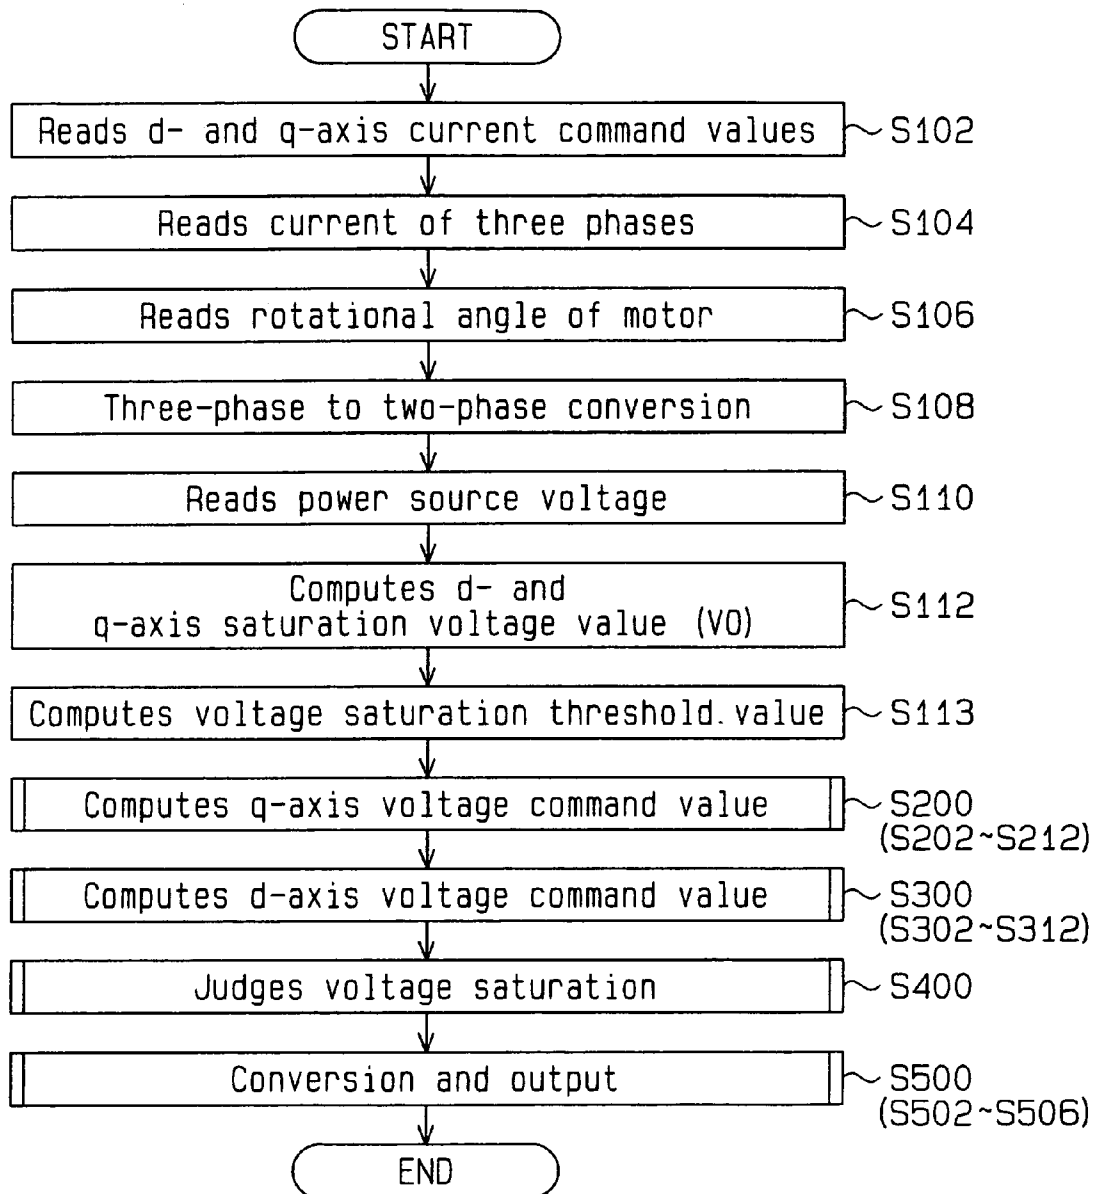 START
Reads d- and q-axis current command values
S102
Reads current of three phases
S104
Reads rotational angle of motor
S106
Three-phase to two-phase conversion
S108
Reads power source voltage
S110
Computes d- and
q-axis saturation voltage value (VO)
S112
Computes voltage saturation threshold.value
S113
Computes q-axis voltage command value
S200
(S202~S212)
Computes d-axis voltage command value
S300
(S302~S312)
Judges voltage saturation
S400
Conversion and output
S500
(S502~S506)
END